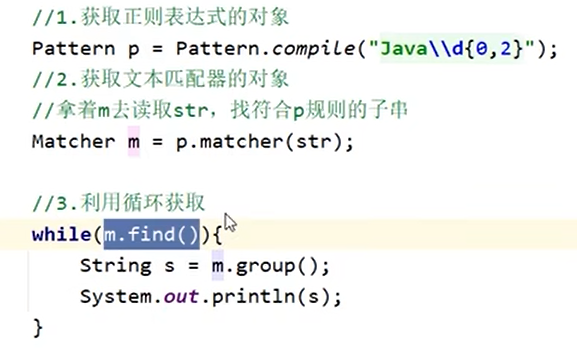 //1.获取正则表达式的对象
Pattern p = Pattern.compile("Java\\d{0,2}");
//2.获取文本匹配器的对象
//拿着m去读取str，找符合p规则的子串
Matcher m = p.matcher(str);
//3.利用循环获取
while(m.find()){
    String s = m.group();
    System.out.println(s);
}